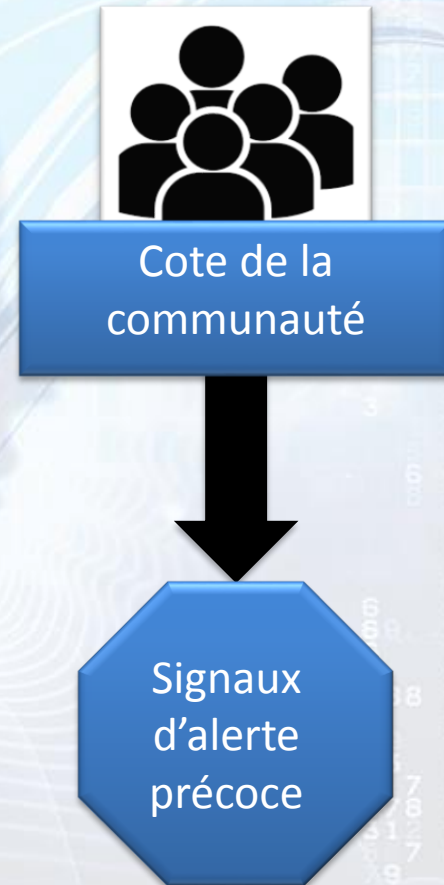 Cote de la
communauté
Signaux
d’alerte
précoce